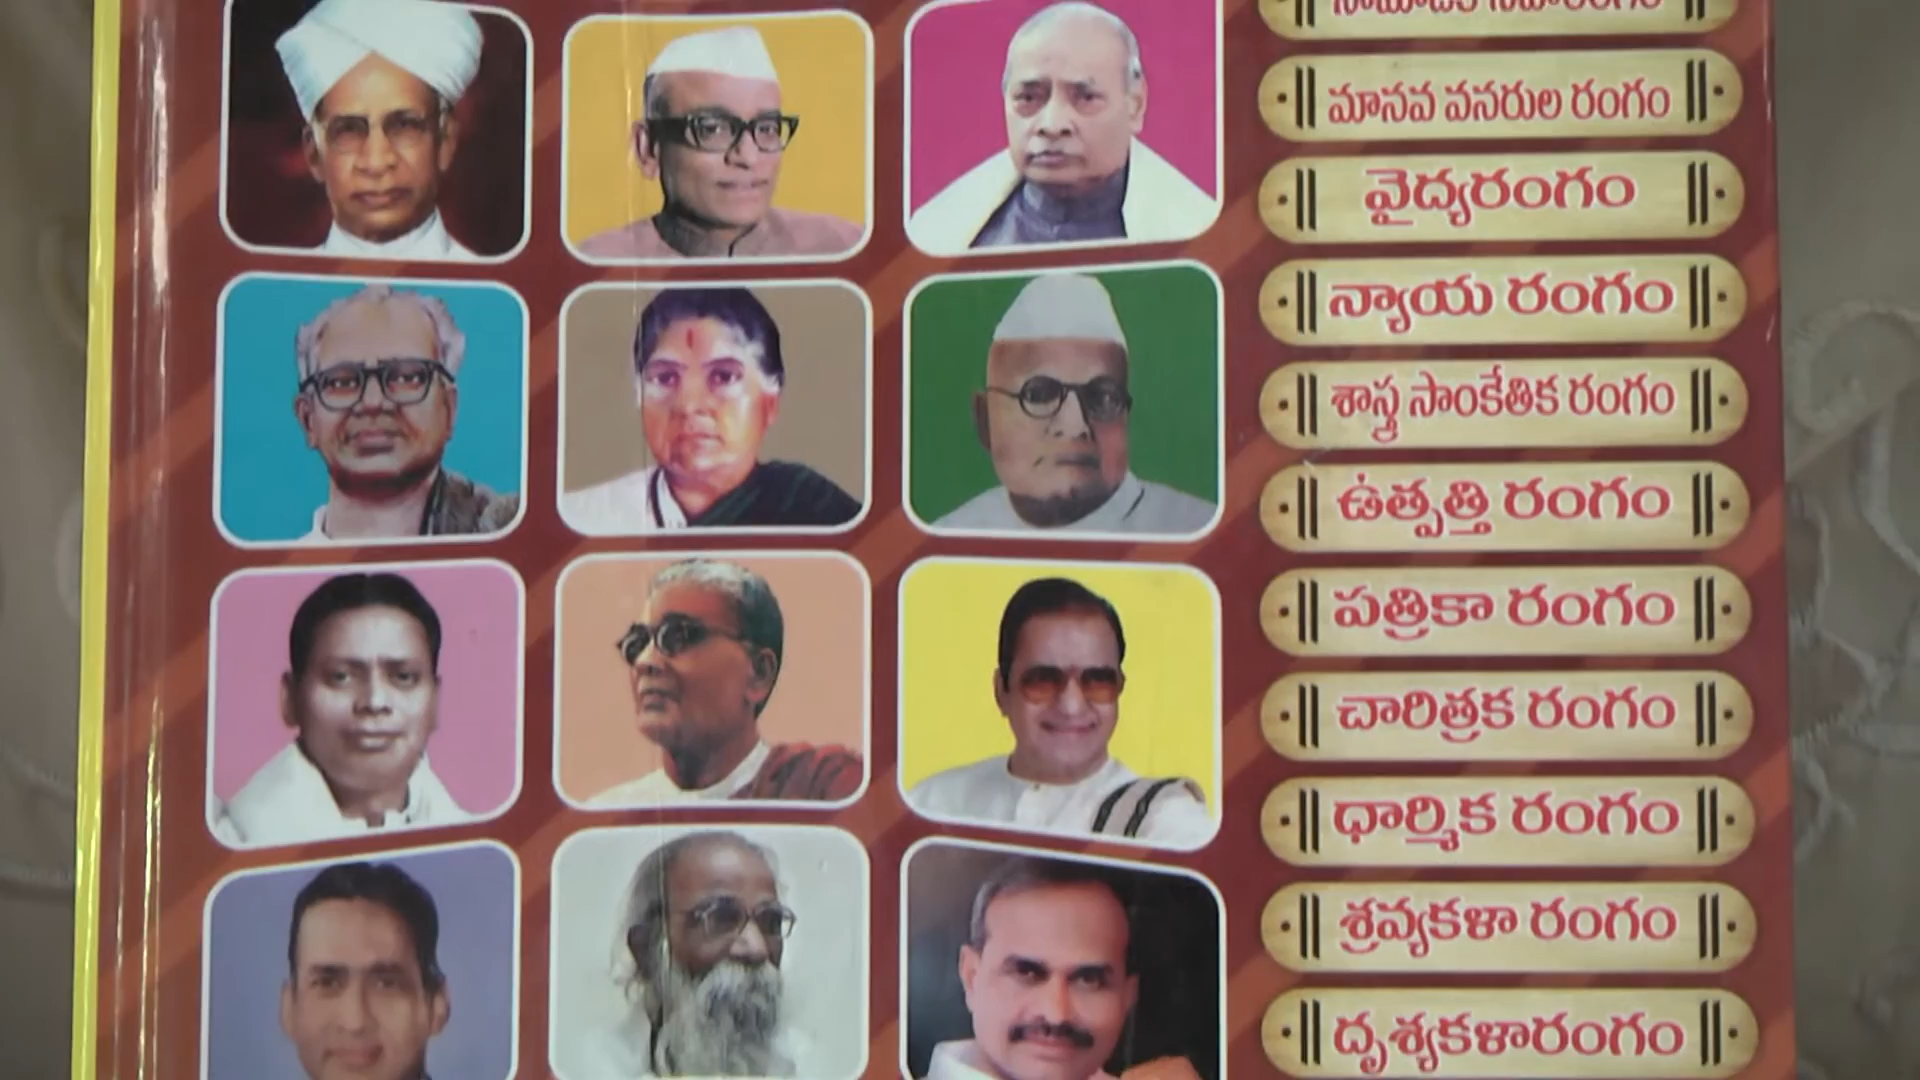 మానవ వనరుల రంగం
వైద్యరంగం
న్యాయ రంగం
శాస్త్ర సాంకేతిక రంగం
ఉత్పత్తి రంగం
పత్రికా రంగం
చారిత్రక రంగం
ధార్మిక రంగం
శ్రవ్యకళా రంగం
దృశ్యకళారంగం